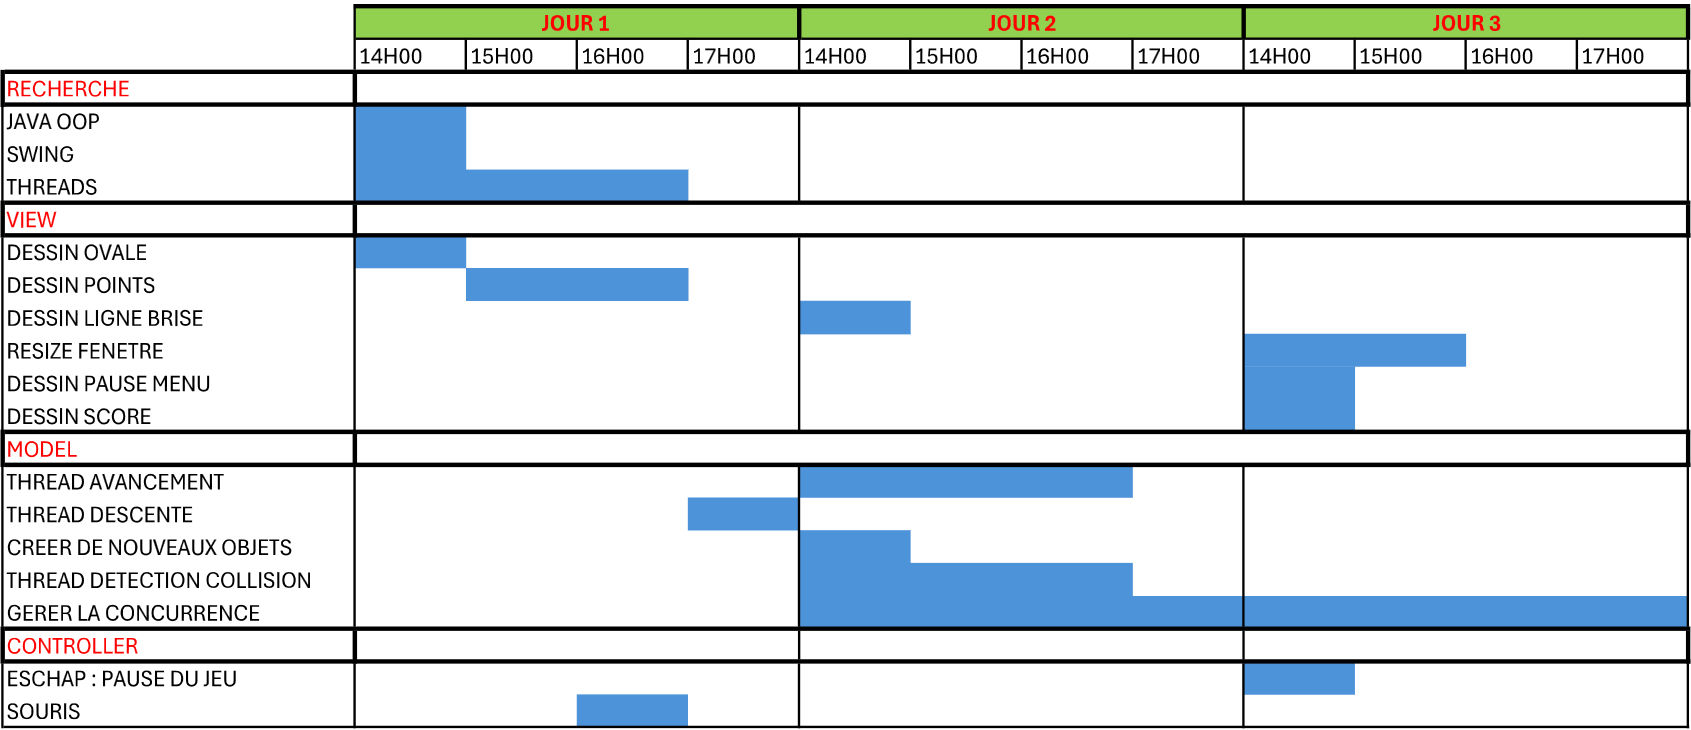 JOUR 1 JOUR 2 JOUR 3
14H00 15H00 16H00 17H00 14H00 15H00 16H00 17H00 14H00 15H00 16H00 17H00
RECHERCHE
JAVA OOP
SWING
THREADS
VIEW
DESSIN OVALE
DESSIN POINTS
DESSIN LIGNE BRISE
RESIZE FENETRE
DESSIN PAUSE MENU
DESSIN SCORE
MODEL
THREAD AVANCEMENT
THREAD DESCENTE
CREER DE NOUVEAUX OBJETS
THREAD DETECTION COLLISION
GERER LA CONCURRENCE
CONTROLLER
ESCHAP : PAUSE DU JEU
SOURIS